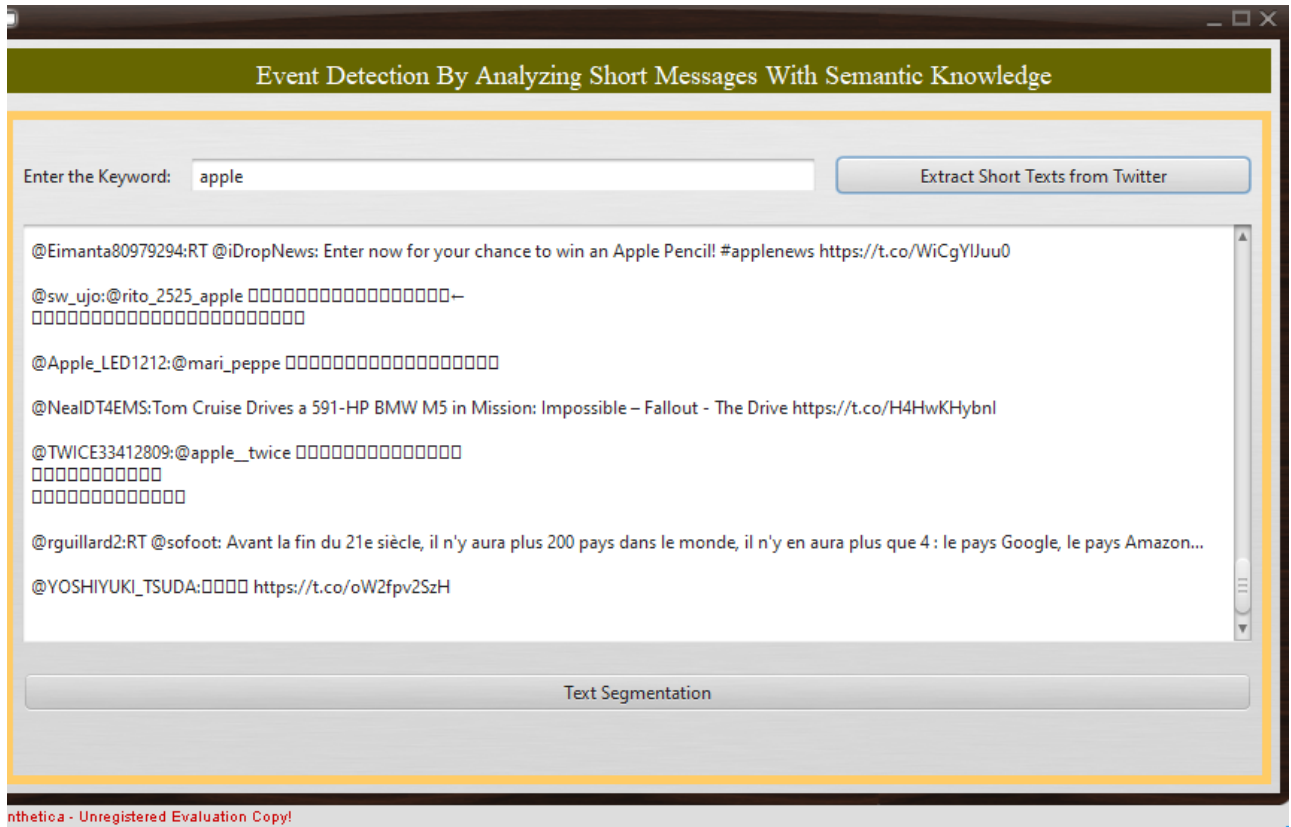 Event Detection By Analyzing Short Messages With Semantic Knowledge
Enter the Keyword: apple Extract Short Texts from Twitter
@Eimanta80979294:RT @iDropNews: Enter now for your chance to win an Apple Pencil! #applenews https://t.co/WiCgYlJuu0
@sw_ujo:@rito_2525_apple □□□□□□□□□□□□□□□□□←
□□□□□□□□□□□□□□□□□□□□□□□
@Apple_LED1212:@mari_peppe □□□□□□□□□□□□□□□□□□
@NealDT4EMS:Tom Cruise Drives a 591-HP BMW M5 in Mission: Impossible – Fallout - The Drive https://t.co/H4HwKHybnl
@TWICE33412809:@apple__twice □□□□□□□□□□□□□□
□□□□□□□□□□□
□□□□□□□□□□□□□
@rguillard2:RT @sofoot: Avant la fin du 21e siècle, il n'y aura plus 200 pays dans le monde, il n'y en aura plus que 4 : le pays Google, le pays Amazon...
@YOSHIYUKI_TSUDA:□□□□ https://t.co/oW2fpv2SzH
Text Segmentation
nthetica - Unregistered Evaluation Copy!